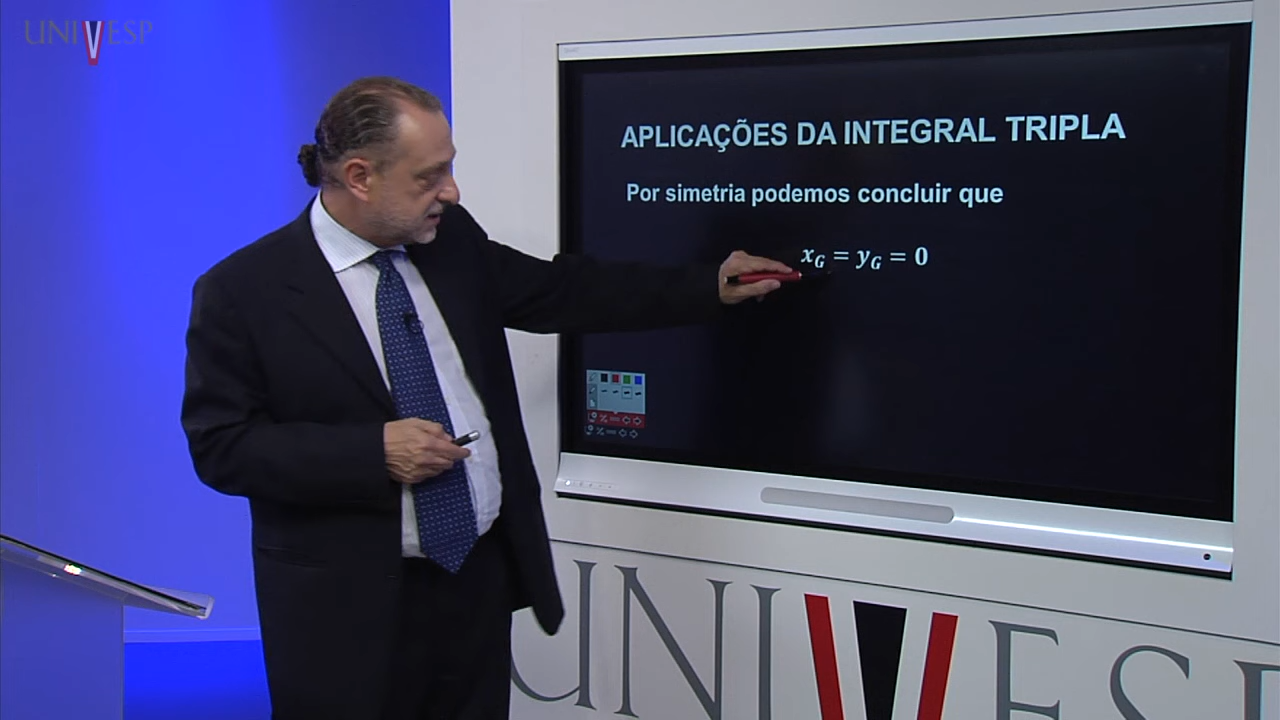 UNIVESP
APLICAÇÕES DA INTEGRAL TRIPLA
Por simetria podemos concluir que
x_G = y_G = 0
UNIVESP